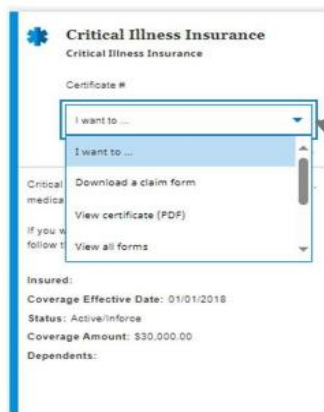 Critical Illness Insurance
Critical Illness Insurance
Certificate #
I want to ...
I want to ...
Download a claim form
View certificate (PDF)
View all forms
Critical
medica
If you w
follow t
Insured:
Coverage Effective Date: 01/01/2018
Status: Active/Inforce
Coverage Amount: $30,000.00
Dependents: